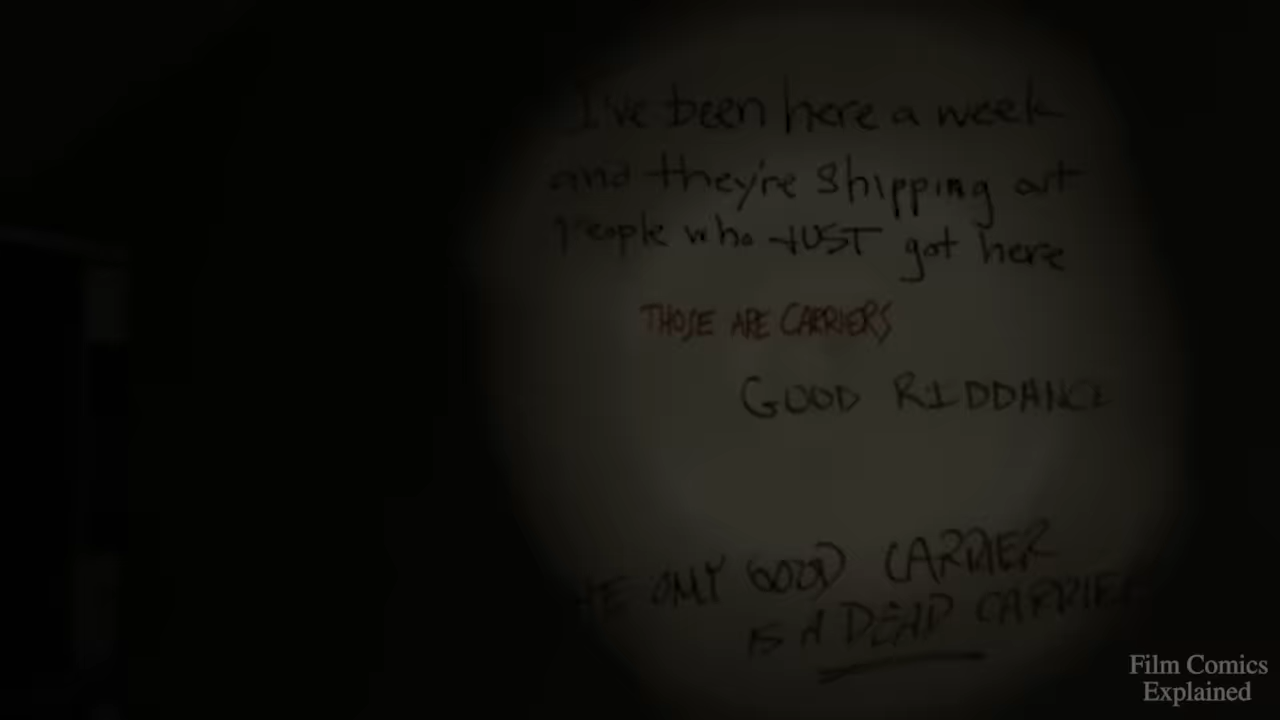 I've been here a week
and they're shipping out
people who JUST got here
THOSE ARE CARRIERS
GOOD RIDDANCE
HE ONLY GOOD CARRIER
IS A DEAD CARRIER
Film Comics
Explained